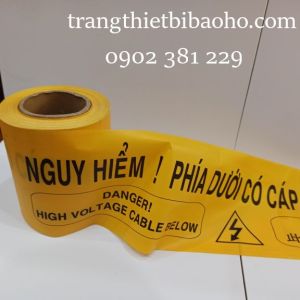 trangthietbibaoho.com
0902 381 229
NGUY HIỂM ! PHÍA DƯỚI CÓ CÁP
DANGER!
HIGH VOLTAGE CABLE BELOW